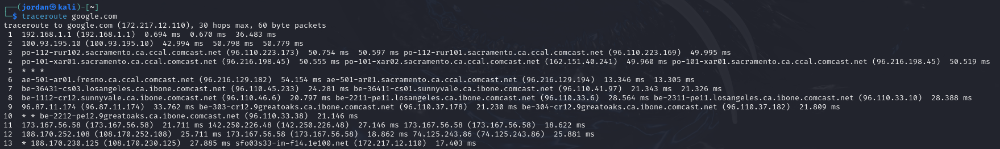 ┌──(jordan㉿kali)-[~]
└─$ traceroute google.com
traceroute to google.com (172.217.12.110), 30 hops max, 60 byte packets
 1  192.168.1.1 (192.168.1.1)  0.694 ms  0.670 ms  36.483 ms
 2  100.93.195.10 (100.93.195.10)  42.994 ms  50.798 ms  50.779 ms
 3  po-112-rur102.sacramento.ca.ccal.comcast.net (96.110.223.173)  50.754 ms  50.597 ms po-112-rur101.sacramento.ca.ccal.comcast.net (96.110.223.169)  49.995 ms
 4  po-101-xar01.sacramento.ca.ccal.comcast.net (96.216.198.45)  50.555 ms po-101-xar02.sacramento.ca.ccal.comcast.net (162.151.40.241)  49.960 ms po-101-xar01.sacramento.ca.ccal.comcast.net (96.216.198.45)  50.519 ms
 5  * * *
 6  ae-501-ar01.fresno.ca.ccal.comcast.net (96.216.129.182)  54.154 ms ae-501-ar01.sacramento.ca.ccal.comcast.net (96.216.129.194)  13.346 ms  13.305 ms
 7  be-36431-cs03.losangeles.ca.ibone.comcast.net (96.110.45.233)  24.281 ms be-36411-cs01.sunnyvale.ca.ibone.comcast.net (96.110.41.97)  21.343 ms  21.326 ms
 8  be-1112-cr12.sunnyvale.ca.ibone.comcast.net (96.110.46.6)  20.797 ms be-2211-pe11.losangeles.ca.ibone.comcast.net (96.110.33.6)  28.564 ms be-2311-pe11.losangeles.ca.ibone.comcast.net (96.110.33.10)  28.388 ms
 9  96.87.11.174 (96.87.11.174)  33.762 ms be-303-cr12.9greatoaks.ca.ibone.comcast.net (96.110.37.178)  21.230 ms be-304-cr12.9greatoaks.ca.ibone.comcast.net (96.110.37.182)  21.809 ms
10  * * be-2212-pe12.9greatoaks.ca.ibone.comcast.net (96.110.33.38)  21.146 ms
11  173.167.56.58 (173.167.56.58)  21.711 ms 142.250.226.48 (142.250.226.48)  27.146 ms 173.167.56.58 (173.167.56.58)  18.622 ms
12  108.170.252.108 (108.170.252.108)  25.711 ms 173.167.56.58 (173.167.56.58)  18.862 ms 74.125.243.86 (74.125.243.86)  25.881 ms
13  * 108.170.230.125 (108.170.230.125)  27.885 ms sfo03s33-in-f14.1e100.net (172.217.12.110)  17.403 ms